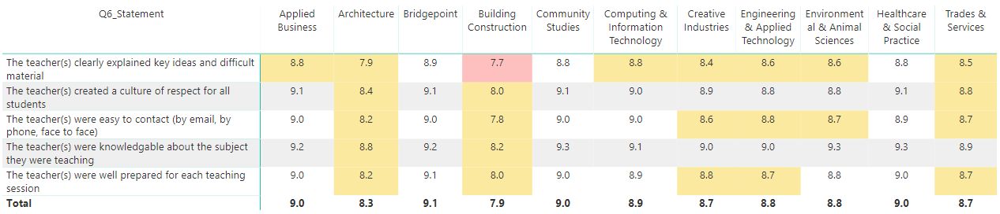 Q6_Statement Applied Business Architecture Bridgepoint Building Construction Community Studies Computing & Information Technology Creative Industries Engineering & Applied Technology Environment al & Animal Sciences Healthcare & Social Practice Trades & Services
The teacher(s) clearly explained key ideas and difficult material 8.8 7.9 8.9 7.7 8.8 8.8 8.4 8.6 8.6 8.8 8.5
The teacher(s) created a culture of respect for all students 9.1 8.4 9.1 8.0 9.1 9.0 8.9 8.8 8.8 9.1 8.8
The teacher(s) were easy to contact (by email, by phone, face to face) 9.0 8.2 9.0 7.8 9.0 9.0 8.6 8.8 8.7 8.9 8.7
The teacher(s) were knowledgable about the subject they were teaching 9.2 8.8 9.2 8.2 9.3 9.1 9.0 9.0 9.3 9.3 8.9
The teacher(s) were well prepared for each teaching session 9.0 8.2 9.1 8.0 9.0 8.9 8.8 8.7 8.8 9.0 8.7
Total 9.0 8.3 9.1 7.9 9.0 8.9 8.7 8.8 8.8 9.0 8.7